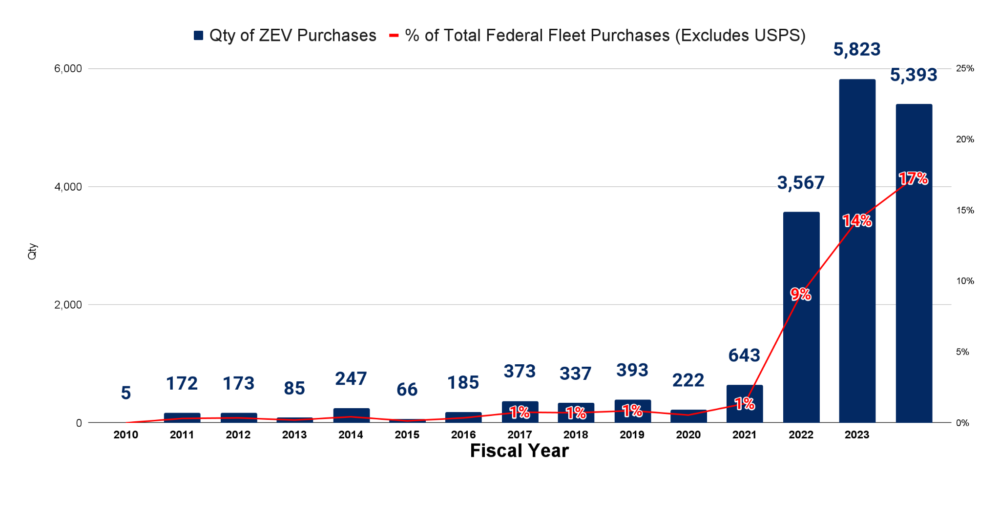 Qty of ZEV Purchases % of Total Federal Fleet Purchases (Excludes USPS)
5,823
6,000 25%
5,393
20%
4,000 3,567 17%
15%
14%
Qty
10%
9%
2,000
5%
643
5 172 173 85 247 66 185 373 337 393 222
1% 1% 1% 1%
0 0%
2010 2011 2012 2013 2014 2015 2016 2017 2018 2019 2020 2021 2022 2023
Fiscal Year